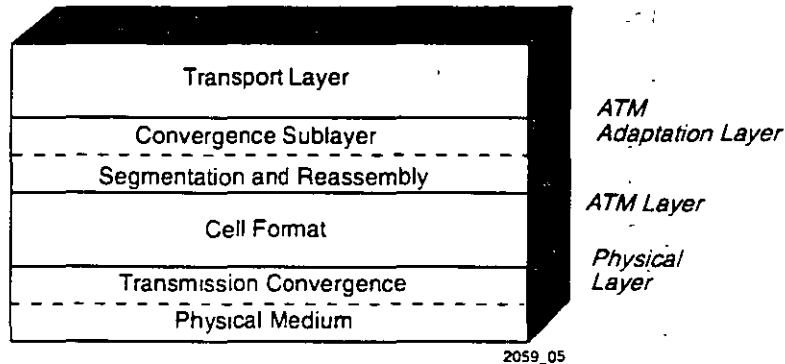 Transport Layer
Convergence Sublayer
Segmentation and Reassembly
Cell Format
Transmission Convergence
Physical Medium
ATM
Adaptation Layer
ATM Layer
Physical
Layer
2059_05